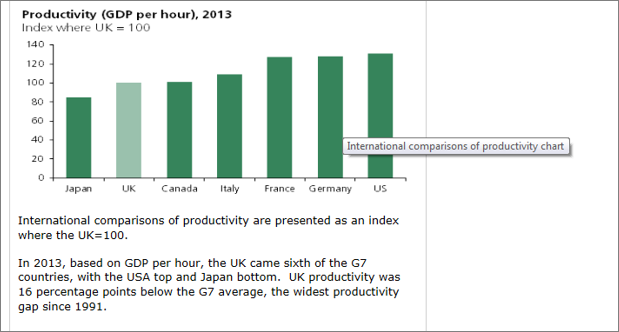 Productivity (GDP per hour), 2013
Index where UK = 100
140
120
100
80
60
40
20
0
Japan UK Canada Italy France Germany US
International comparisons of productivity chart
International comparisons of productivity are presented as an index
where the UK=100.
In 2013, based on GDP per hour, the UK came sixth of the G7
countries, with the USA top and Japan bottom.  UK productivity was
16 percentage points below the G7 average, the widest productivity
gap since 1991.